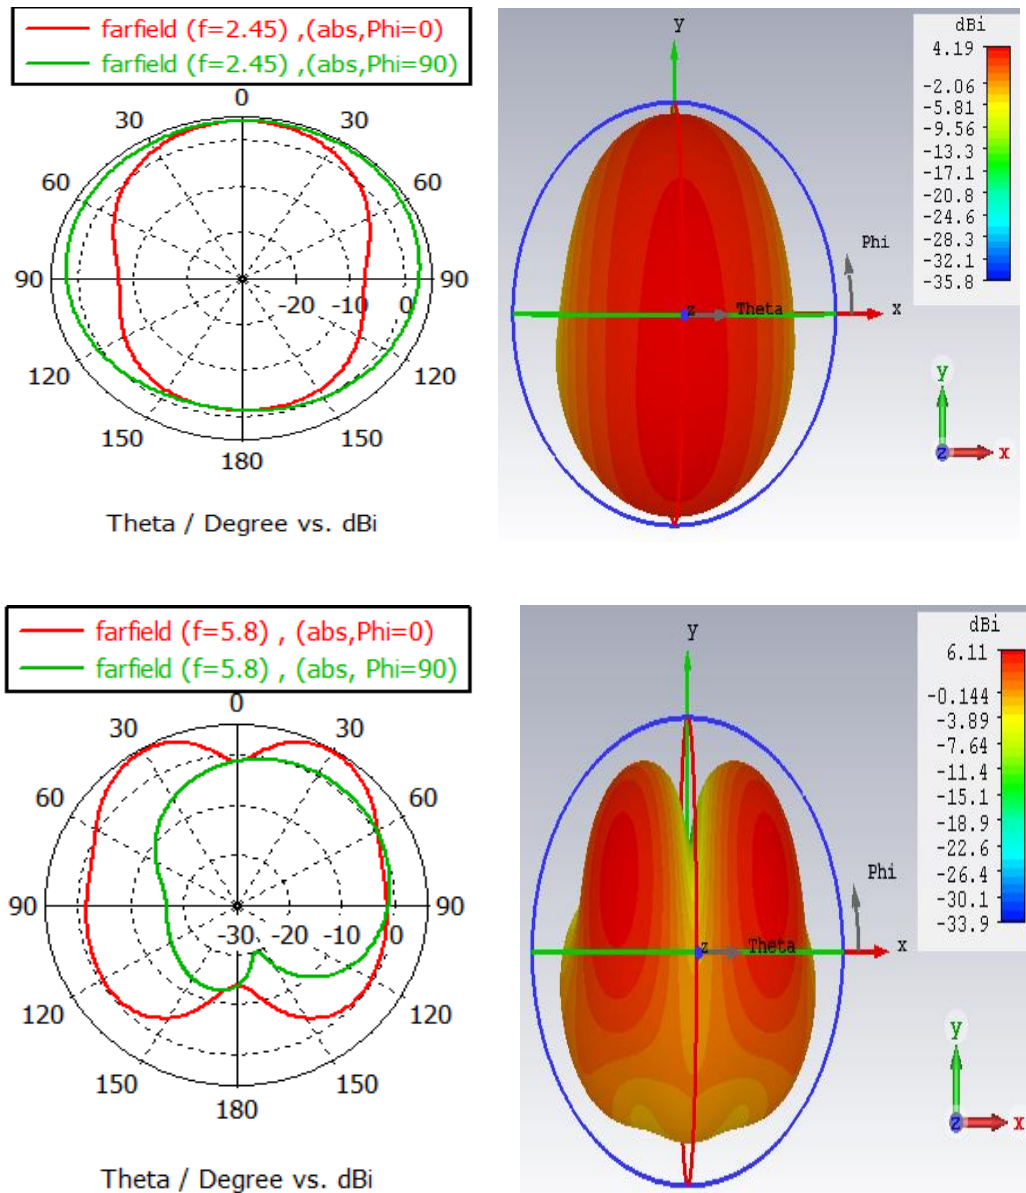 farfield (f=2.45) ,(abs,Phi=0)
farfield (f=2.45) ,(abs,Phi=90)
0
30 30
60 60
90 -20 -10 0 90
120 120
150 150
180
Theta / Degree vs. dBi
y
Phi
z Theta x
dBi
4.19
-2.06
-5.81
-9.56
-13.3
-17.1
-20.8
-24.6
-28.3
-32.1
-35.8
y
z x
farfield (f=5.8) , (abs,Phi=0)
farfield (f=5.8) , (abs, Phi=90)
0
30 30
60 60
90 90
-30 -20 -10 0
120 120
150 150
180
Theta / Degree vs. dBi
y
Phi
z Theta x
dBi
6.11
-0.144
-3.89
-7.64
-11.4
-15.1
-18.9
-22.6
-26.4
-30.1
-33.9
y
z x